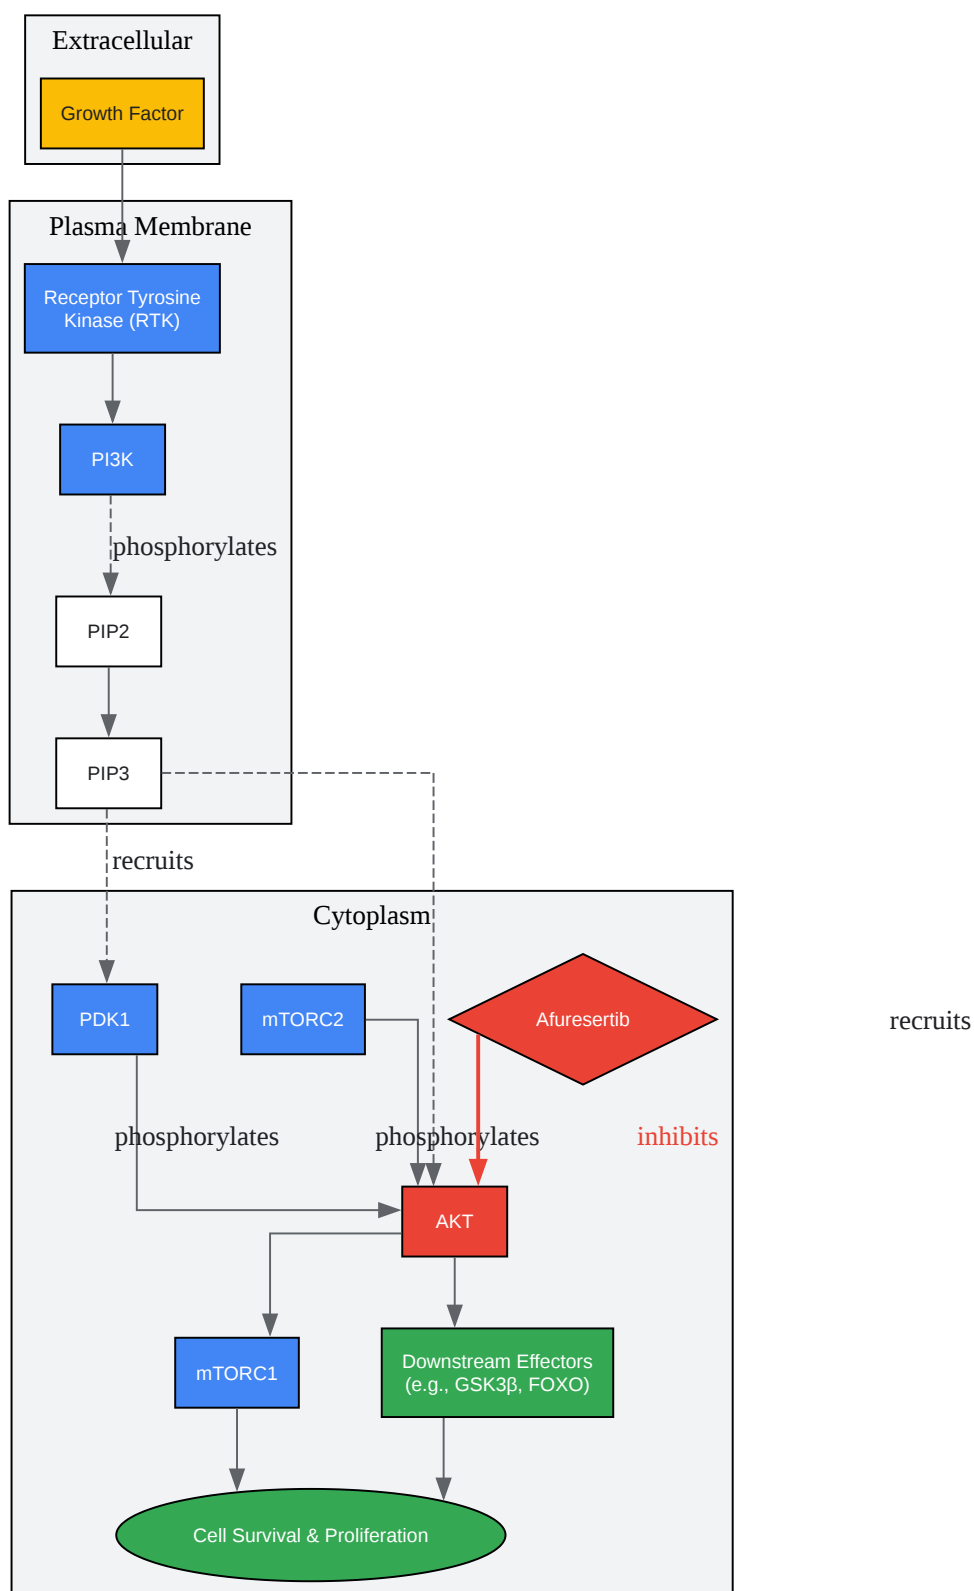 Extracellular
Growth Factor
Plasma Membrane
Receptor Tyrosine
Kinase (RTK)
PI3K
phosphorylates
PIP2
PIP3
recruits
Cytoplasm
PDK1
mTORC2
Afuresertib
recruits
phosphorylates
phosphorylates
inhibits
AKT
mTORC1
Downstream Effectors
(e.g., GSK3β, FOXO)
Cell Survival & Proliferation